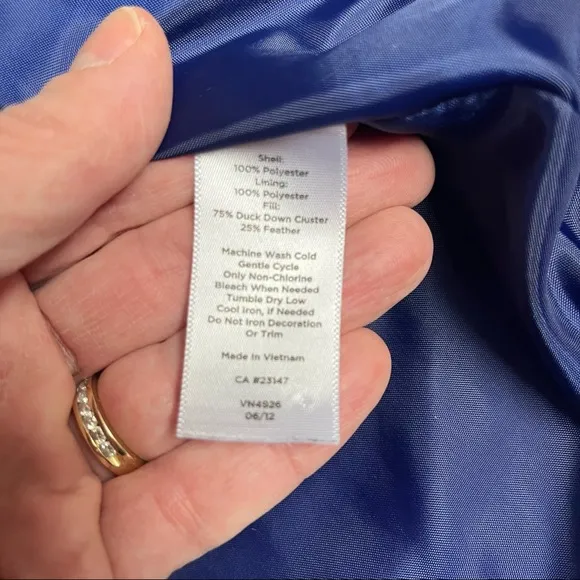 Shell:
100% Polyester
Lining:
100% Polyester
Fill:
75% Duck Down Cluster
25% Feather
Machine Wash Cold
Gentle Cycle
Only Non-Chlorine
Bleach When Needed
Tumble Dry Low
Cool Iron, if Needed
Do Not Iron Decoration
Or Trim
Made in Vietnam
CA #23147
VN4926
06/12